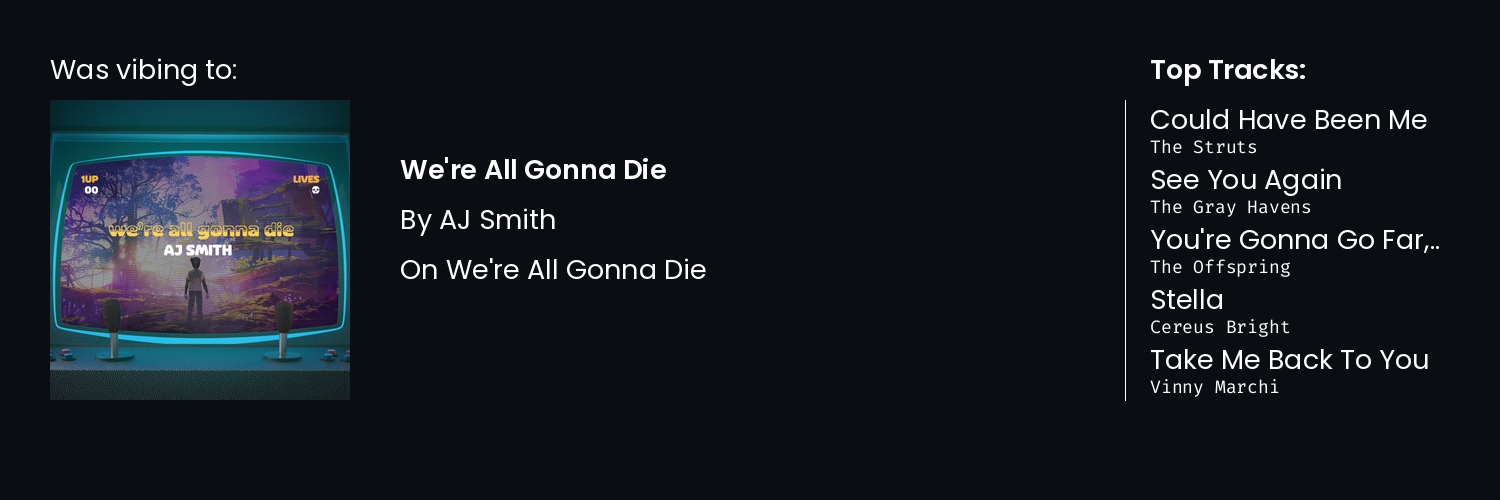 Was vibing to:
1UP
00
LIVES
we're all gonna die
AJ SMITH
We're All Gonna Die
By AJ Smith
On We're All Gonna Die
Top Tracks:
Could Have Been Me
The Struts
See You Again
The Gray Havens
You're Gonna Go Far,..
The Offspring
Stella
Cereus Bright
Take Me Back To You
Vinny Marchi